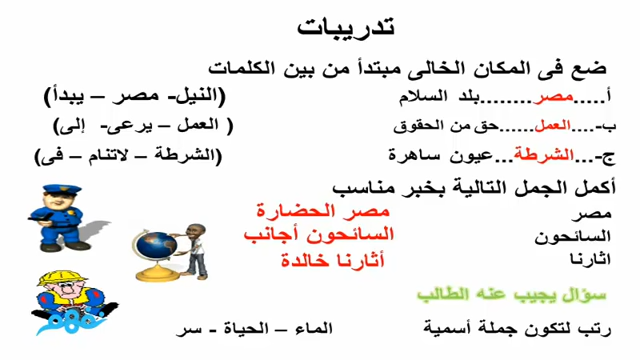 تدريبات
ضع فى المكان الخالى مبتدأ من بين الكلمات
أ.....مصر........بلد السلام (النيل- مصر – يبدأ)
ب-....العمل......حق من الحقوق ( العمل – يرعى- إلى)
ج-...الشرطة...عيون ساهرة (الشرطة – لاتنام – فى)
أكمل الجمل التالية بخبر مناسب
مصر مصر الحضارة
السائحون السائحون أجانب
اثارنا أثارنا خالدة
سؤال يجيب عنه الطالب
رتب لتكون جملة أسمية الماء – الحياة - سر